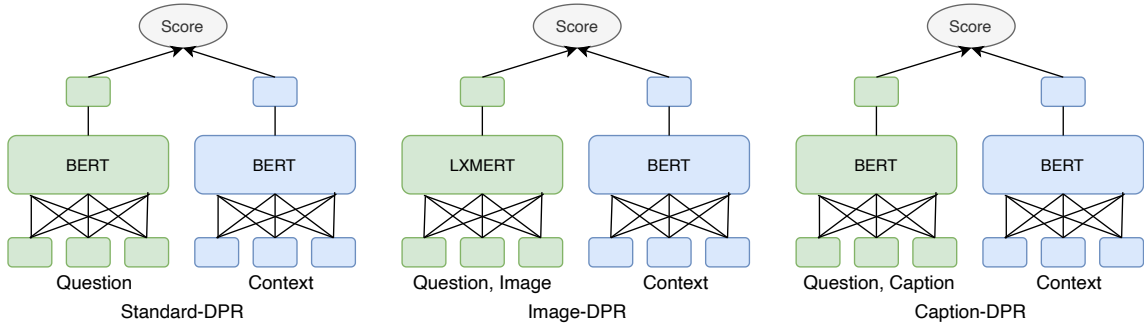 Score Score Score
BERT BERT LXMERT BERT BERT BERT
Question Context Question, Image Context Question, Caption Context
Standard-DPR Image-DPR Caption-DPR